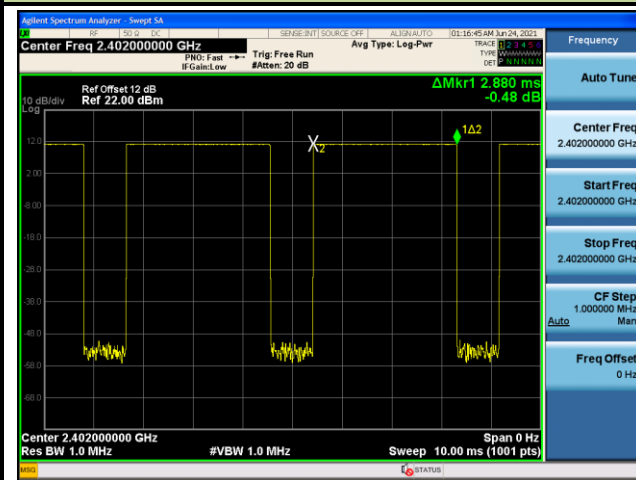 Agilent Spectrum Analyzer - Swept SA
RF 50 Ω DC SENSE:INT SOURCE OFF ALIGN AUTO 01:16:45 AM Jun 24, 2021
Center Freq 2.402000000 GHz
PNO: Fast
IFGain:Low
Trig: Free Run
#Atten: 20 dB
Avg Type: Log-Pwr
TRACE 1 2 3 4 5 6
TYPE W
DET P N N N N N
Ref Offset 12 dB
Ref 22.00 dBm
10 dB/div
Log
ΔMkr1 2.880 ms
-0.48 dB
12.0
2.00
-8.00
-18.0
-28.0
-38.0
-48.0
-58.0
-68.0
X2
1Δ2
Center 2.402000000 GHz
Res BW 1.0 MHz
#VBW 1.0 MHz
Span 0 Hz
Sweep 10.00 ms (1001 pts)
MSG
STATUS
Frequency
Auto Tune
Center Freq
2.402000000 GHz
Start Freq
2.402000000 GHz
Stop Freq
2.402000000 GHz
CF Step
1.000000 MHz
Auto Man
Freq Offset
0 Hz